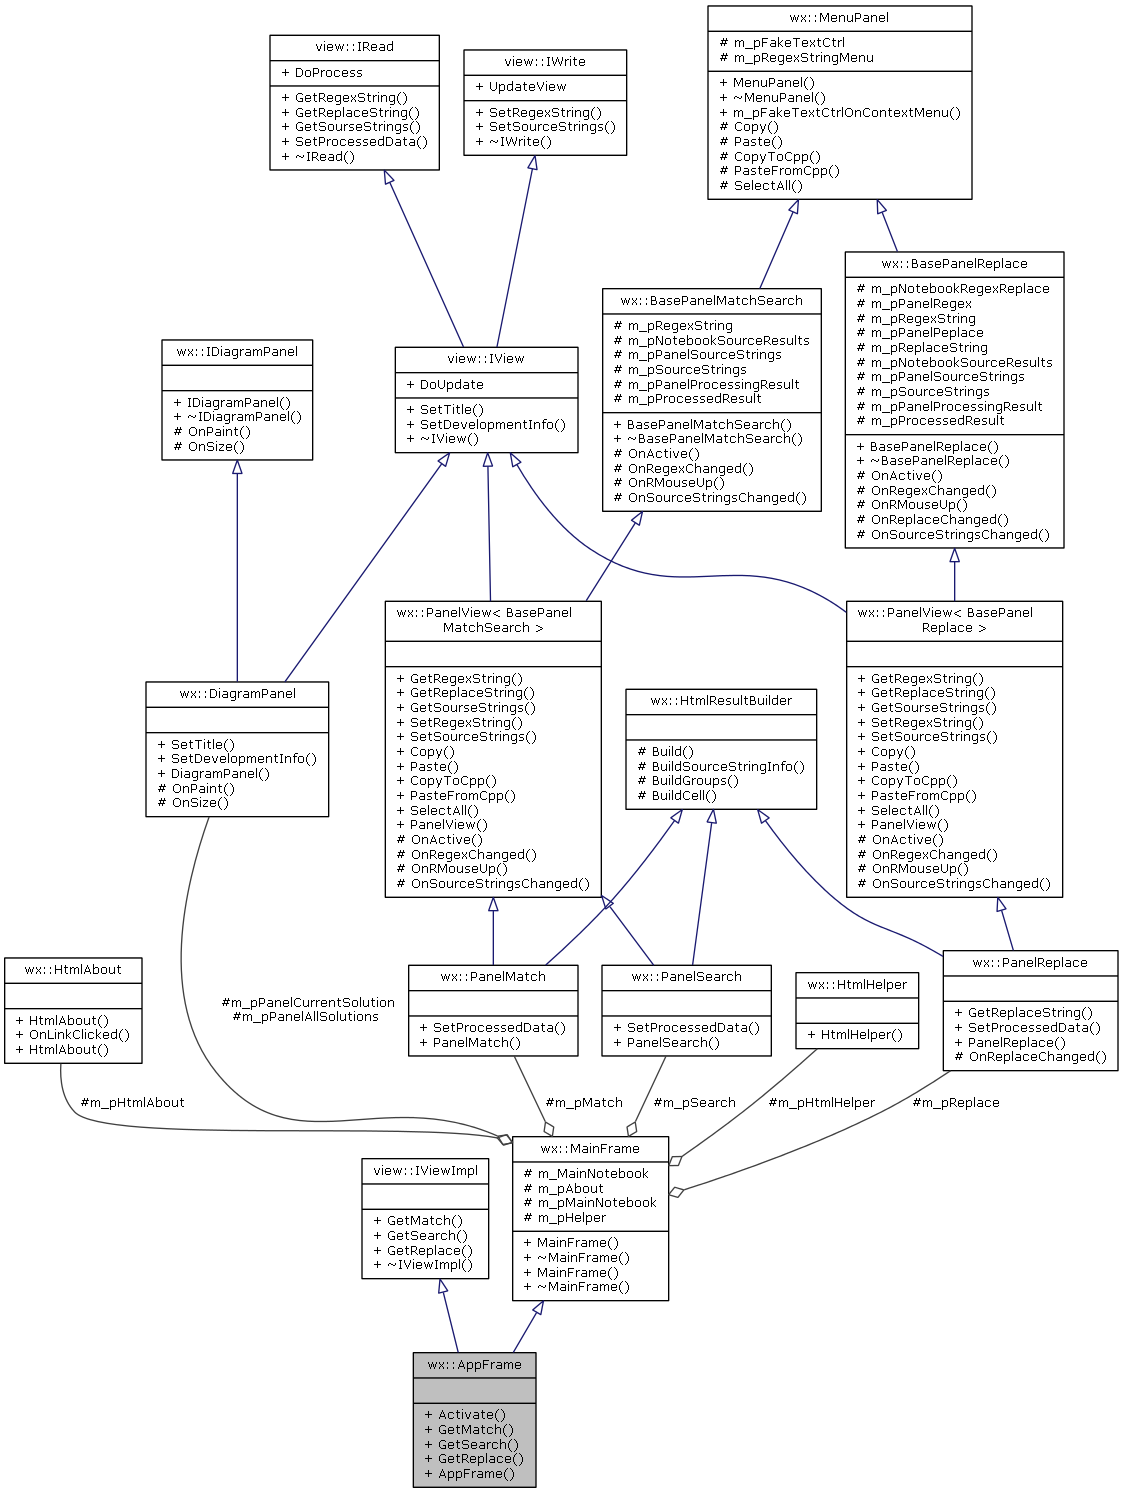 wx::MenuPanel
# m_pFakeTextCtrl
# m_pRegexStringMenu
+ MenuPanel()
+ ~MenuPanel()
+ m_pFakeTextCtrlOnContextMenu()
# Copy()
# Paste()
# CopyToCpp()
# PasteFromCpp()
# SelectAll()
view::IRead
+ DoProcess
+ GetRegexString()
+ GetReplaceString()
+ GetSourseStrings()
+ SetProcessedData()
+ ~IRead()
view::IWrite
+ UpdateView
+ SetRegexString()
+ SetSourceStrings()
+ ~IWrite()
wx::BasePanelReplace
# m_pNotebookRegexReplace
# m_pPanelRegex
# m_pRegexString
# m_pPanelPeplace
# m_pReplaceString
# m_pNotebookSourceResults
# m_pPanelSourceStrings
# m_pSourceStrings
# m_pPanelProcessingResult
# m_pProcessedResult
+ BasePanelReplace()
+ ~BasePanelReplace()
# OnActive()
# OnRegexChanged()
# OnRMouseUp()
# OnReplaceChanged()
# OnSourceStringsChanged()
wx::BasePanelMatchSearch
# m_pRegexString
# m_pNotebookSourceResults
# m_pPanelSourceStrings
# m_pSourceStrings
# m_pPanelProcessingResult
# m_pProcessedResult
+ BasePanelMatchSearch()
+ ~BasePanelMatchSearch()
# OnActive()
# OnRegexChanged()
# OnRMouseUp()
# OnSourceStringsChanged()
wx::IDiagramPanel
+ IDiagramPanel()
+ ~IDiagramPanel()
# OnPaint()
# OnSize()
view::IView
+ DoUpdate
+ SetTitle()
+ SetDevelopmentInfo()
+ ~IView()
wx::PanelView< BasePanel
MatchSearch >
+ GetRegexString()
+ GetReplaceString()
+ GetSourseStrings()
+ SetRegexString()
+ SetSourceStrings()
+ Copy()
+ Paste()
+ CopyToCpp()
+ PasteFromCpp()
+ SelectAll()
+ PanelView()
# OnActive()
# OnRegexChanged()
# OnRMouseUp()
# OnSourceStringsChanged()
wx::PanelView< BasePanel
Replace >
+ GetRegexString()
+ GetReplaceString()
+ GetSourseStrings()
+ SetRegexString()
+ SetSourceStrings()
+ Copy()
+ Paste()
+ CopyToCpp()
+ PasteFromCpp()
+ SelectAll()
+ PanelView()
# OnActive()
# OnRegexChanged()
# OnRMouseUp()
# OnSourceStringsChanged()
wx::DiagramPanel
+ SetTitle()
+ SetDevelopmentInfo()
+ DiagramPanel()
# OnPaint()
# OnSize()
wx::HtmlResultBuilder
# Build()
# BuildSourceStringInfo()
# BuildGroups()
# BuildCell()
wx::HtmlAbout
+ HtmlAbout()
+ OnLinkClicked()
+ HtmlAbout()
#m_pPanelCurrentSolution
#m_pPanelAllSolutions
wx::PanelMatch
+ SetProcessedData()
+ PanelMatch()
wx::PanelSearch
+ SetProcessedData()
+ PanelSearch()
wx::HtmlHelper
+ HtmlHelper()
wx::PanelReplace
+ GetReplaceString()
+ SetProcessedData()
+ PanelReplace()
# OnReplaceChanged()
#m_pHtmlAbout
#m_pMatch
#m_pSearch
#m_pHtmlHelper
#m_pReplace
view::IViewImpl
+ GetMatch()
+ GetSearch()
+ GetReplace()
+ ~IViewImpl()
wx::MainFrame
# m_MainNotebook
# m_pAbout
# m_pMainNotebook
# m_pHelper
+ MainFrame()
+ ~MainFrame()
+ MainFrame()
+ ~MainFrame()
wx::AppFrame
+ Activate()
+ GetMatch()
+ GetSearch()
+ GetReplace()
+ AppFrame()